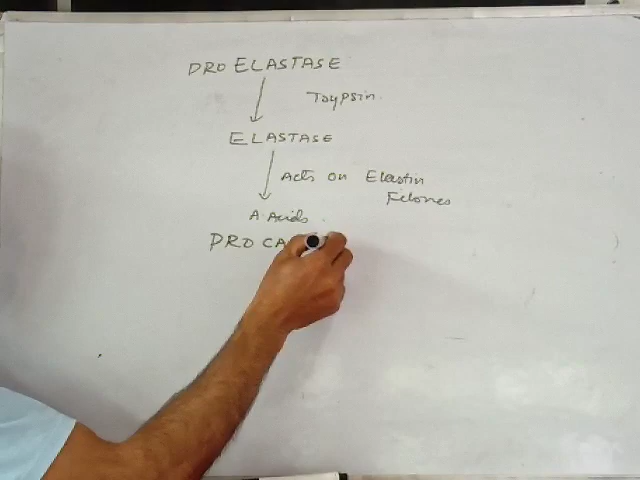 PRO ELASTASE
Trypsin.
ELASTASE
Acts on Elastin
Fibres
A Acids.
PRO CA